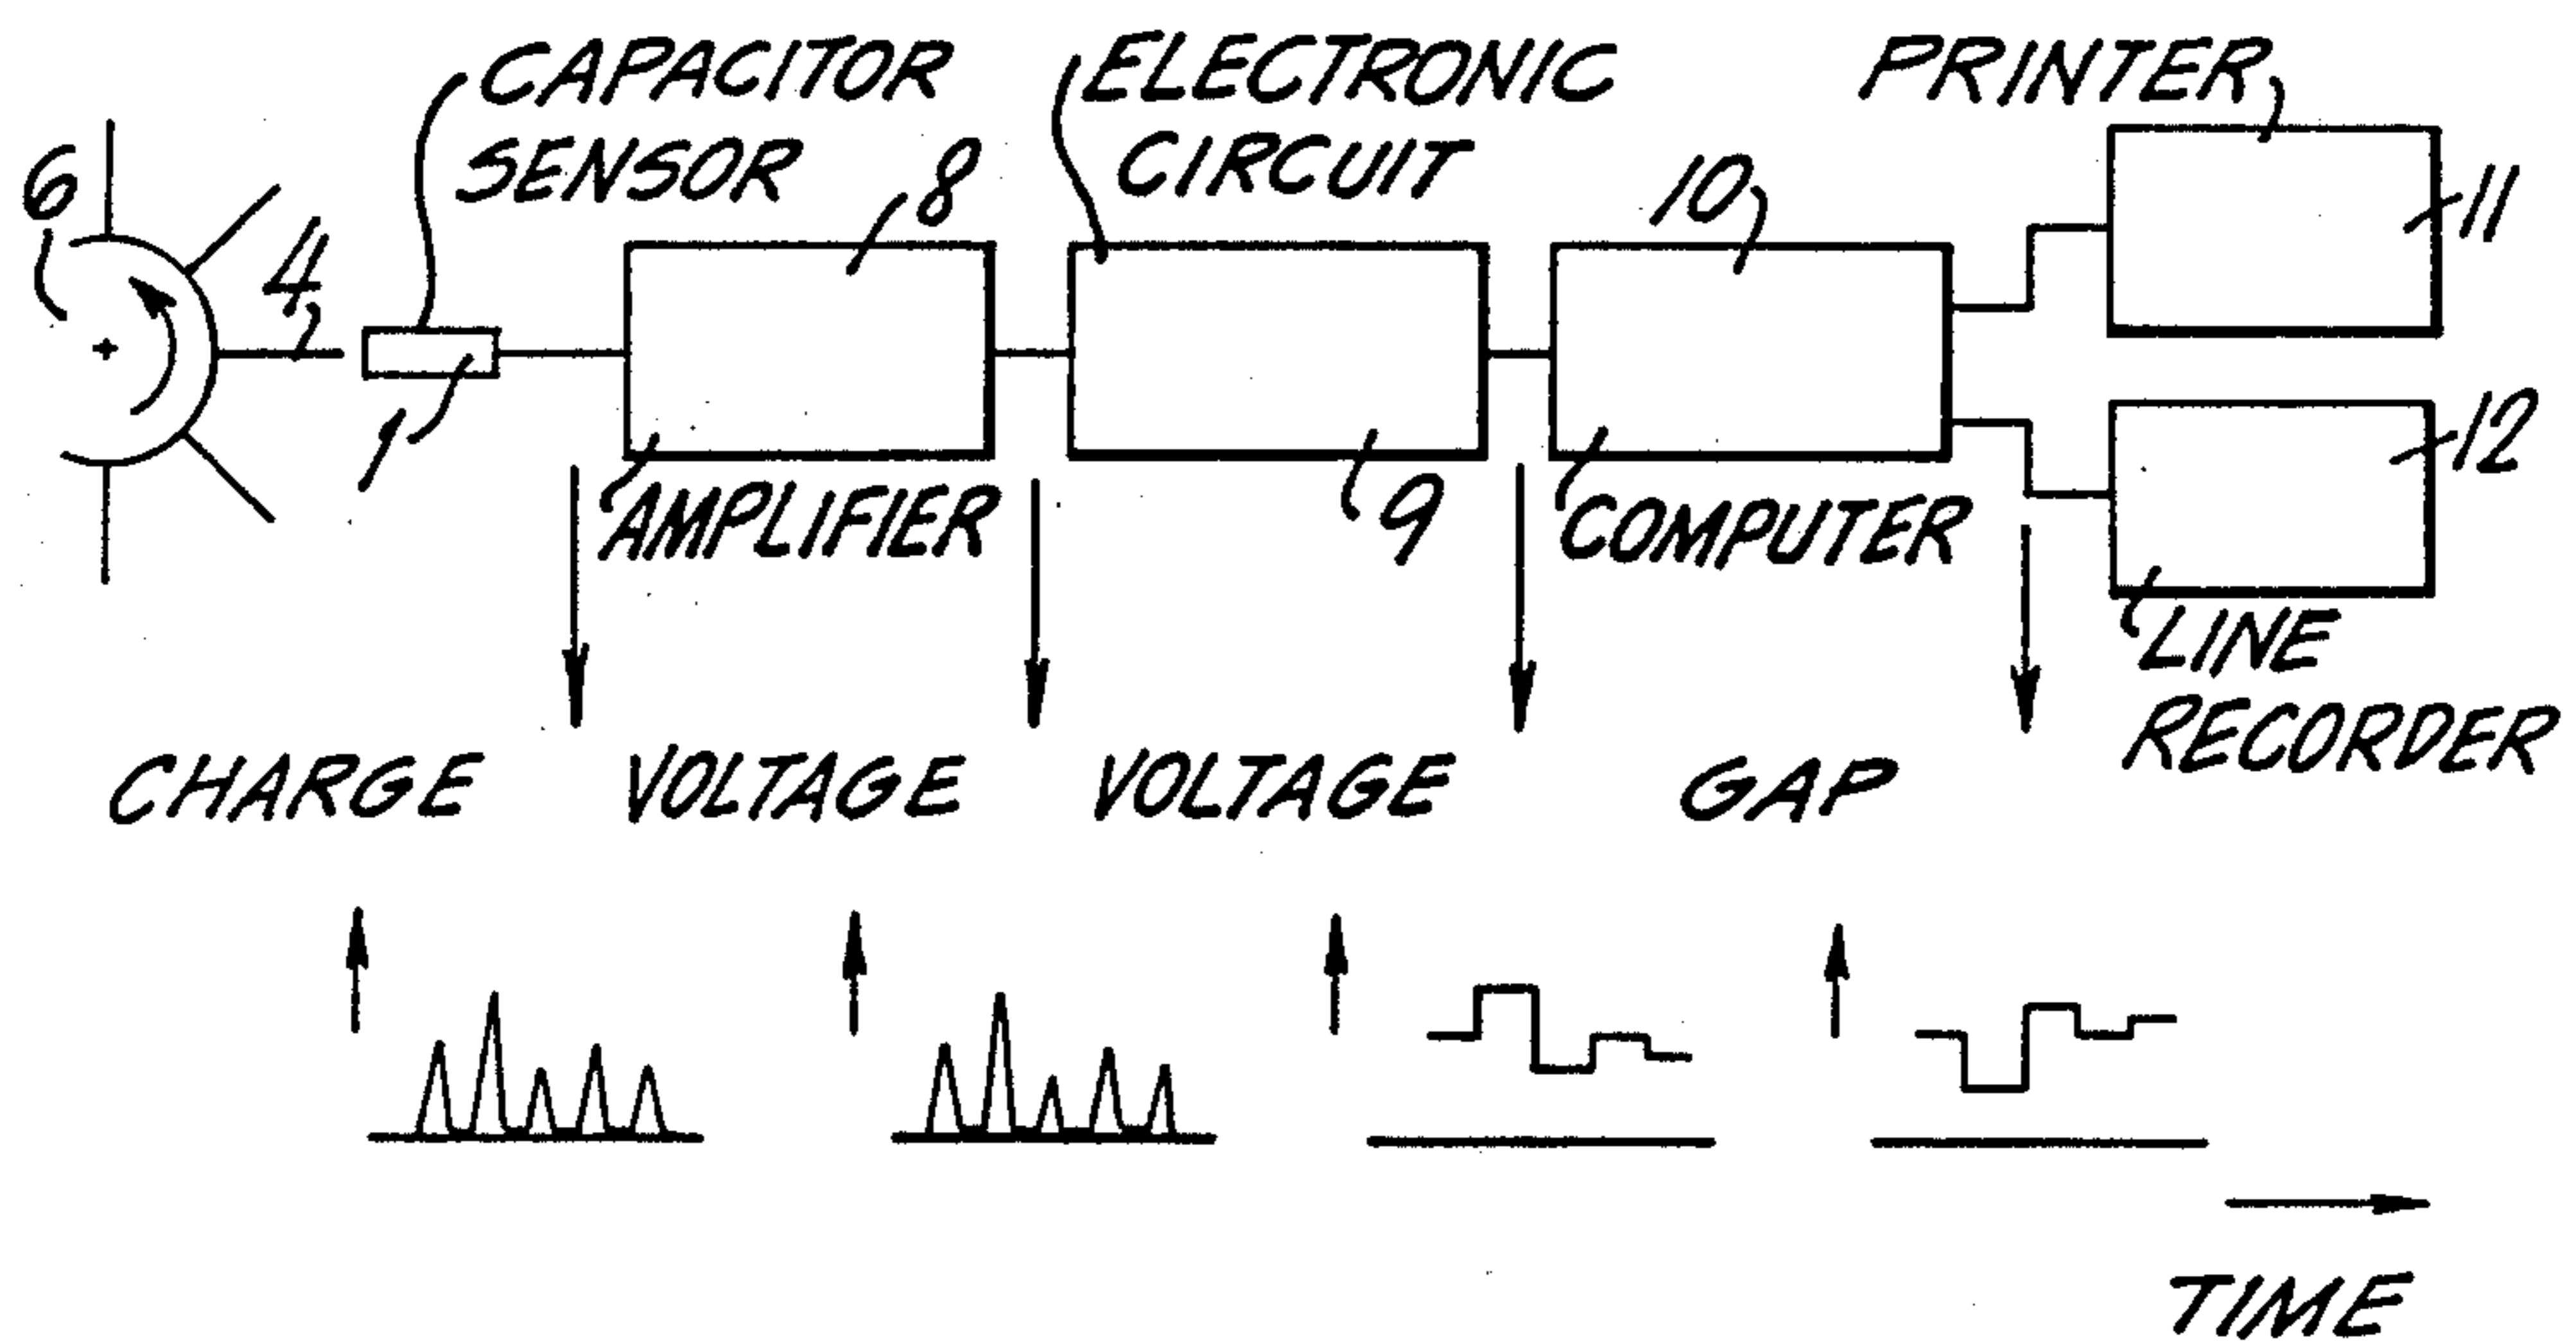 CAPACITOR
SENSOR
ELECTRONIC
CIRCUIT
PRINTER
6
4
8
10
11
1
AMPLIFIER
9
COMPUTER
12
LINE
RECORDER
CHARGE
VOLTAGE
VOLTAGE
GAP
TIME